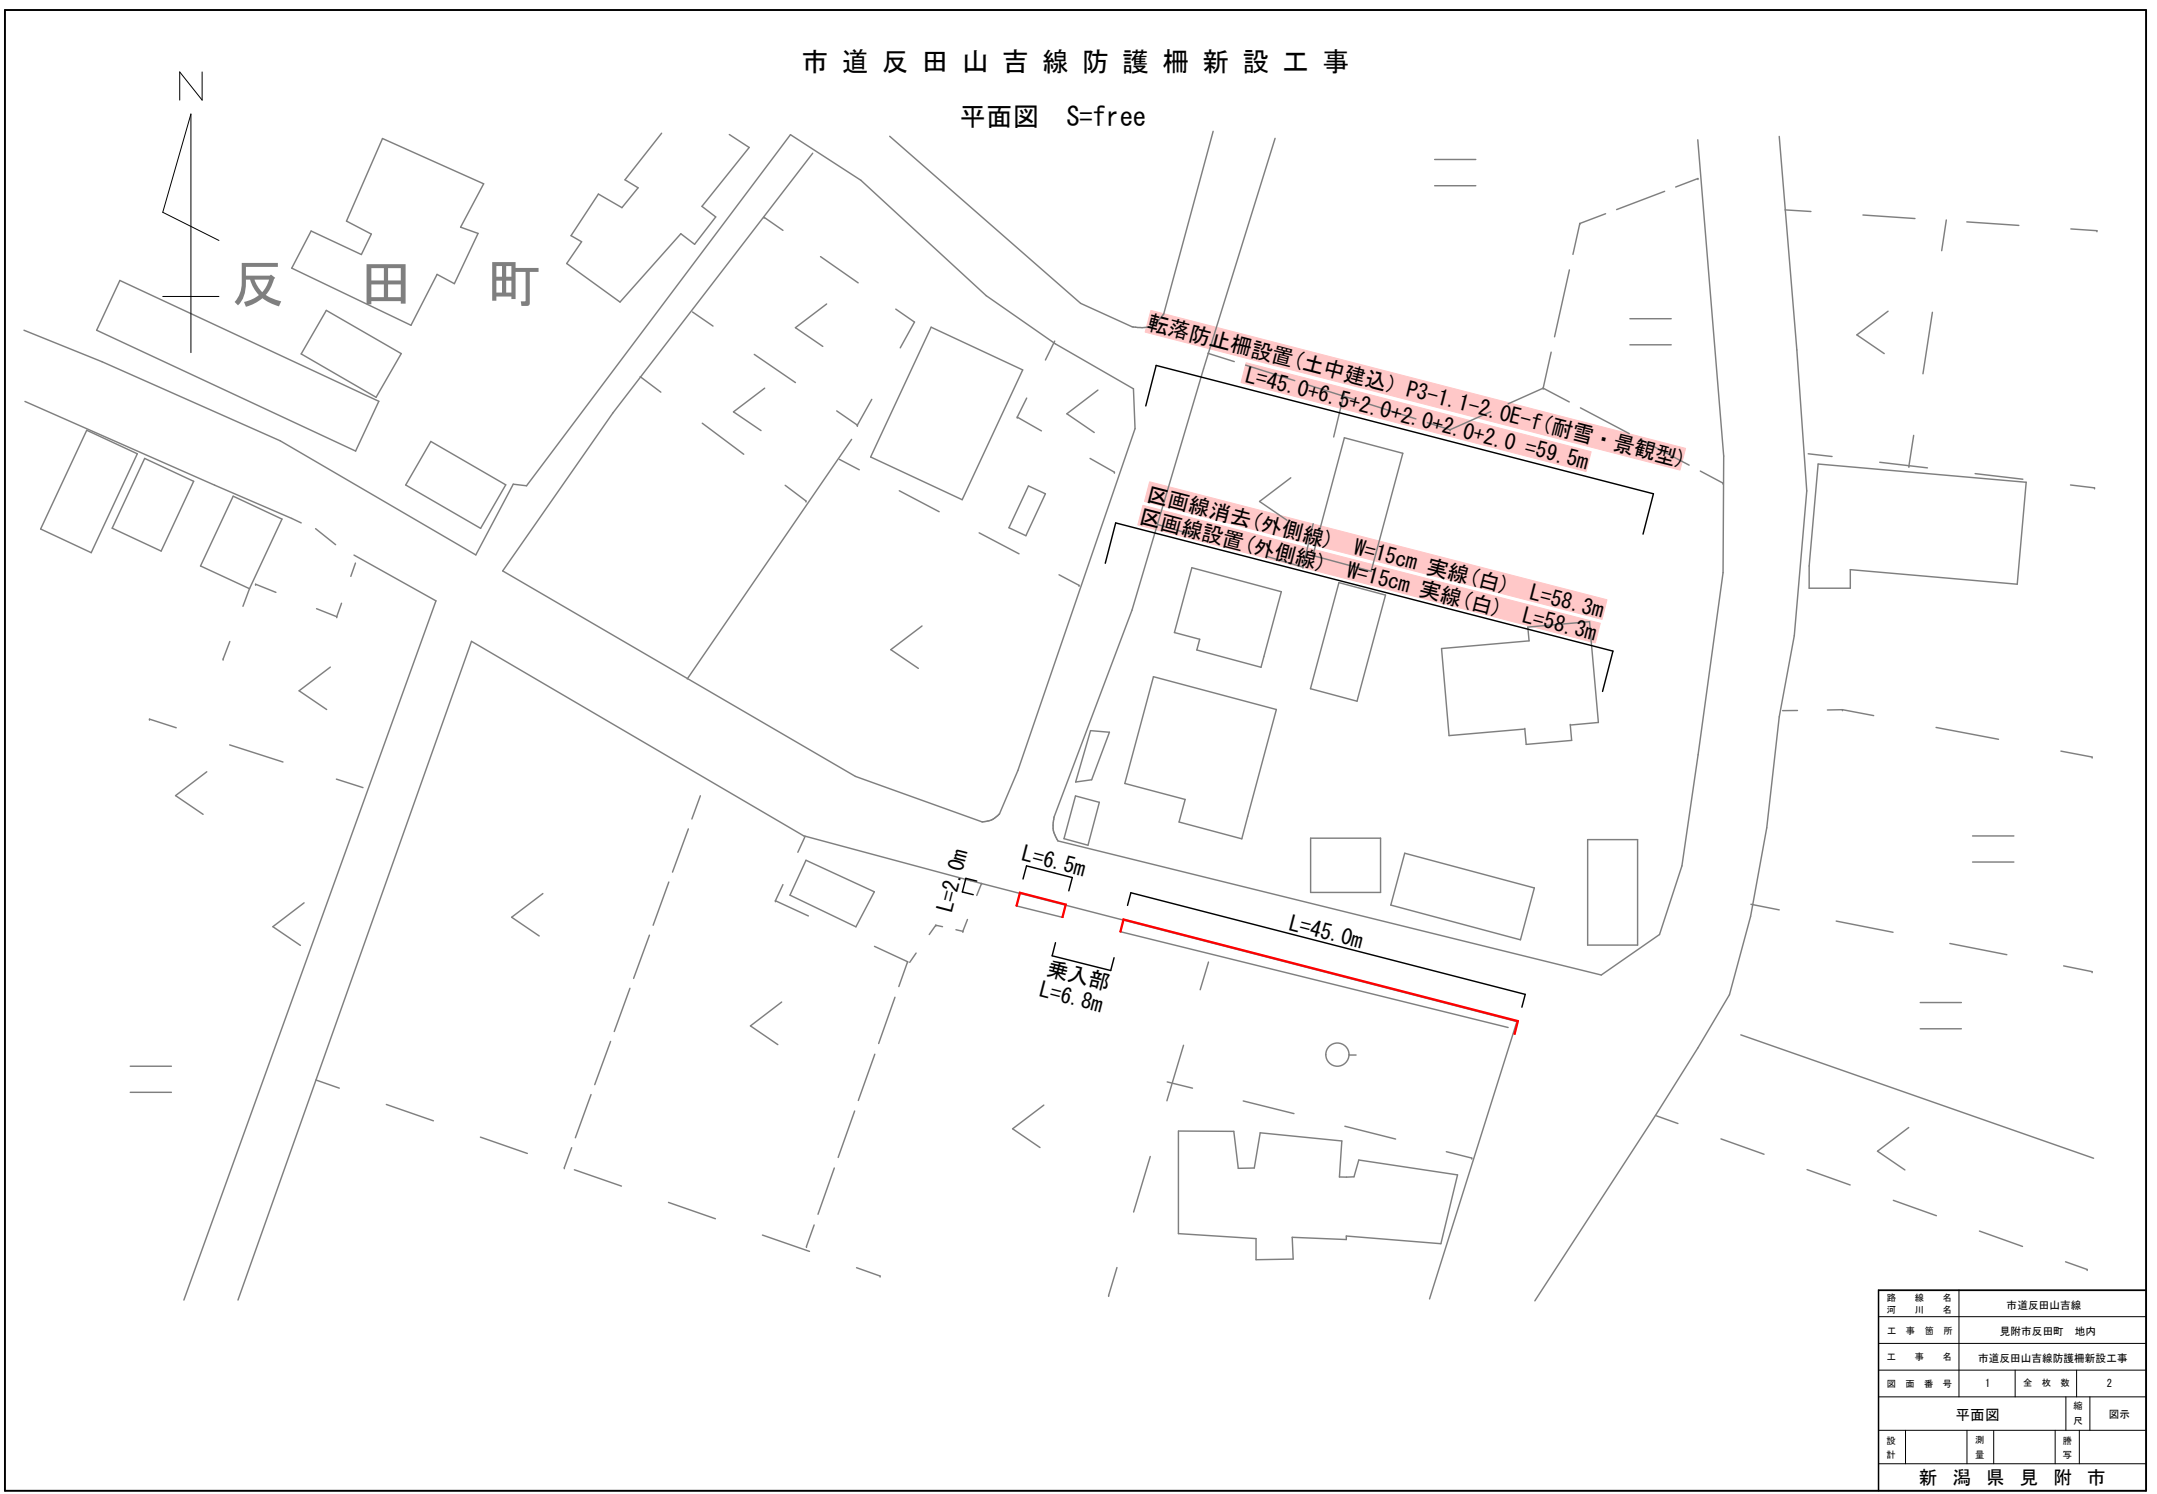 市道反田山吉線防護柵新設工事
平面図　S=free
N
反田町
転落防止柵設置(土中建込) P3-1.1-2.0E-f(耐雪・景観型)
L=45.0+6.5+2.0+2.0+2.0+2.0 =59.5m
区画線消去(外側線)　W=15cm 実線(白)　L=58.3m
区画線設置(外側線)　W=15cm 実線(白)　L=58.3m
L=2.0m
L=6.5m
L=45.0m
乗入部
L=6.8m
路線名
河川名
市道反田山吉線
工事箇所
見附市反田町　地内
工事名
市道反田山吉線防護柵新設工事
図面番号
1
全枚数
2
平面図
縮尺
図示
設計
測量
謄写
新潟県見附市